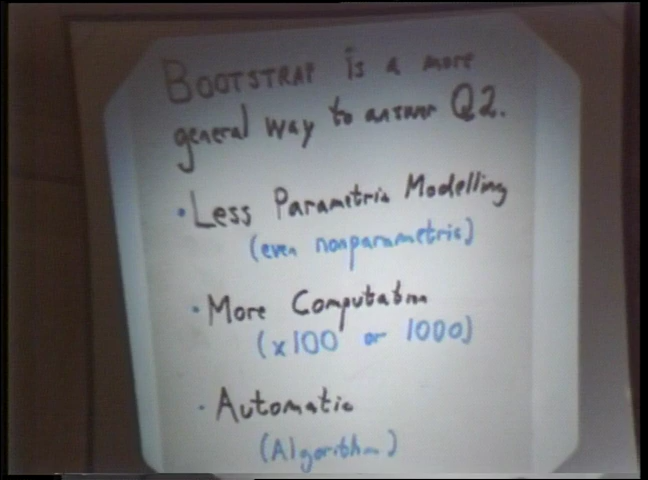 BOOTSTRAP is a more
general way to answer Q2.
• Less Parametric Modelling
(even nonparametric)
• More Computation
(x100 or 1000)
• Automatic
(Algorithm)